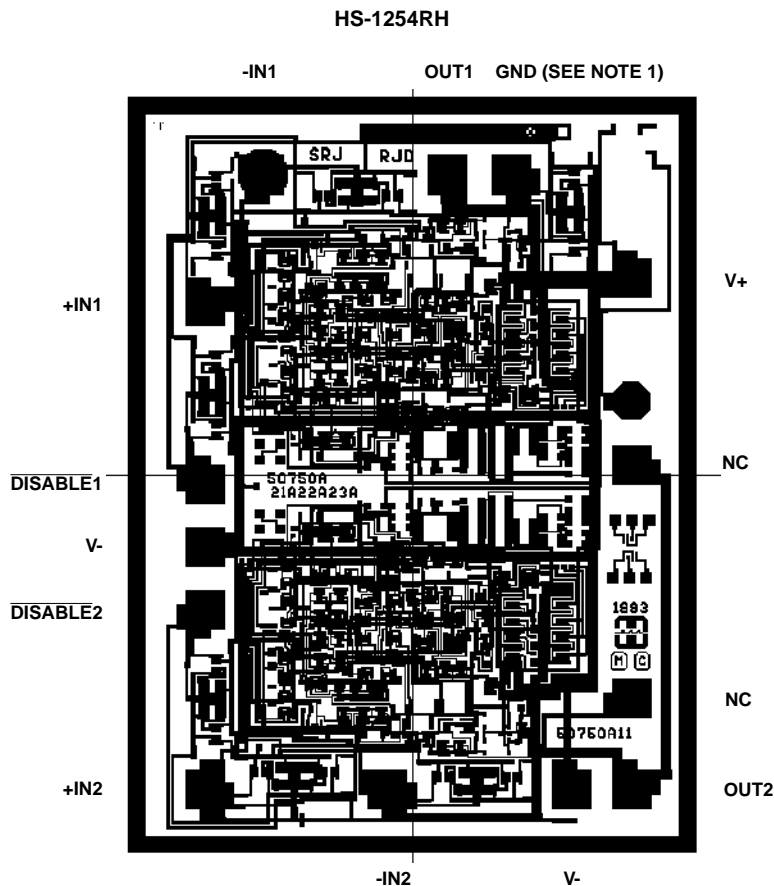 HS-1254RH
-IN1
OUT1
GND (SEE NOTE 1)
SRJ
RJD
V+
+IN1
NC
DISABLE1
50750A
21A22A23A
V-
DISABLE2
1993
M C
NC
50750A11
+IN2
OUT2
-IN2
V-